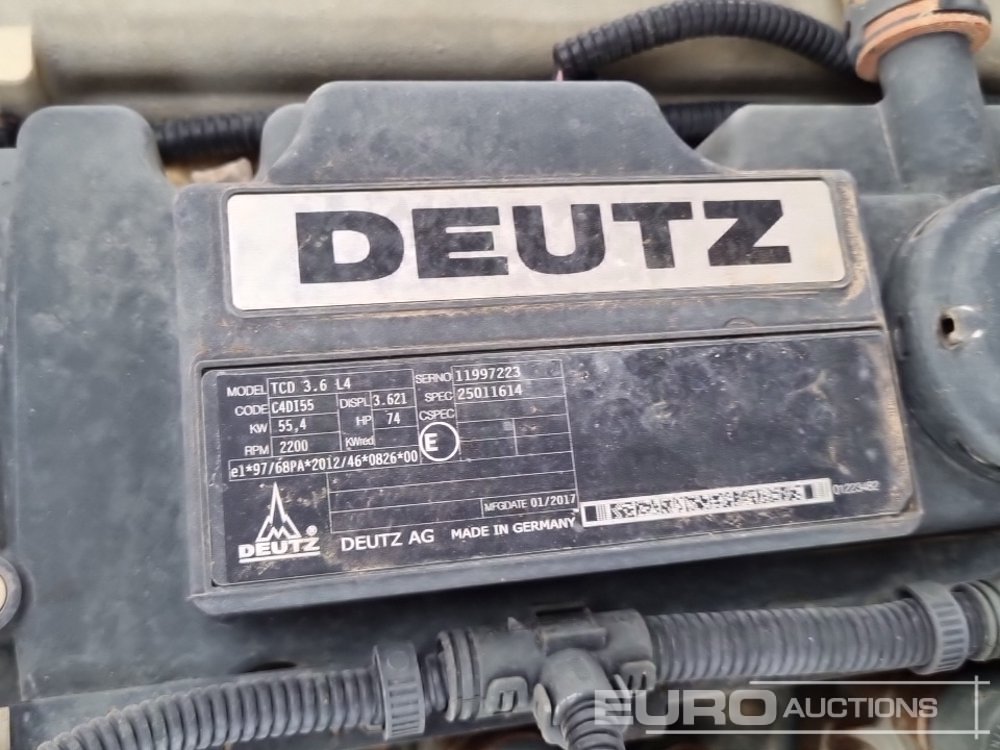 DEUTZ
MODEL TCD 3.6 L4 SERNO 11997223
CODE C4DI55 DISPL 3.621 SPEC 25011614
KW 55,4 HP 74 CSPEC
RPM 2200 KWred E
e1*97/68PA*2012/46*0826*00
MFGDATE 01/2017
DEUTZ ® DEUTZ AG MADE IN GERMANY
01223482
EURO AUCTIONS